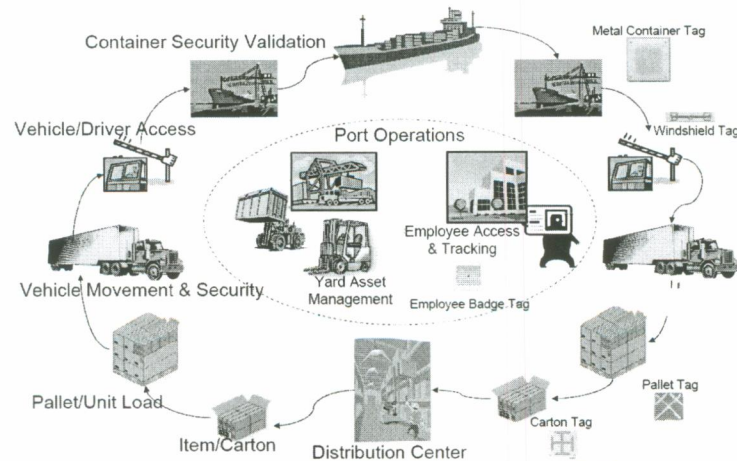 Container Security Validation
Metal Container Tag
Vehicle/Driver Access
Windshield Tag
Port Operations
Employee Access
& Tracking
Yard Asset
Management
Employee Badge Tag
Vehicle Movement & Security
Pallet/Unit Load
Pallet Tag
Carton Tag
Item/Carton
Distribution Center